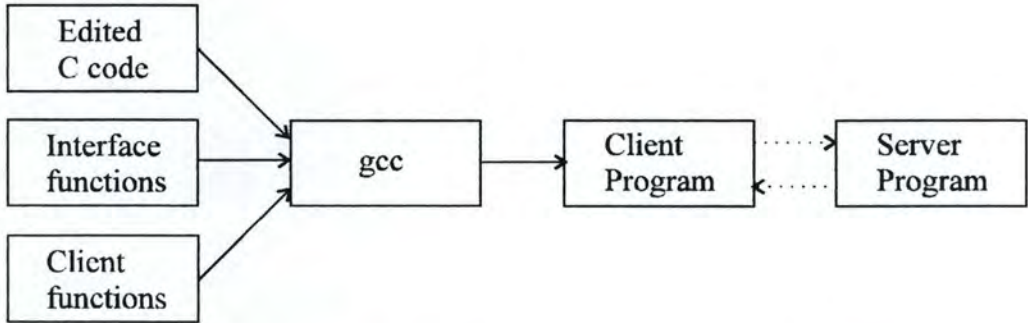 Edited
C code
Interface
functions
Client
functions
gcc
Client
Program
Server
Program